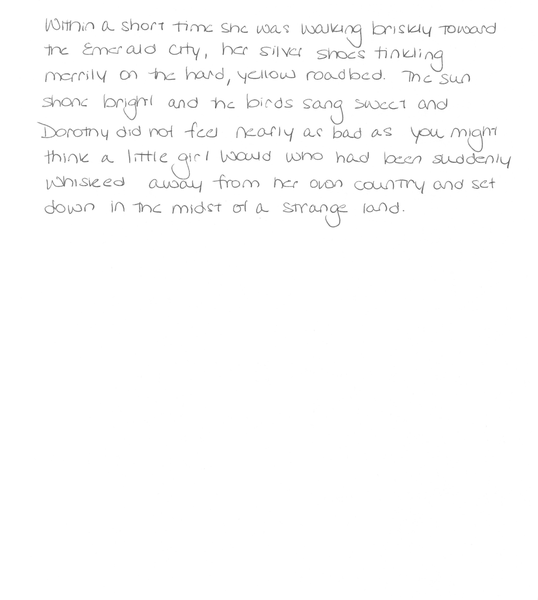 Within a short time she was walking briskly toward
the Emerald City, her silver shoes tinkling
merrily on the hard, yellow roadbed. The sun
shone bright and the birds sang sweet and
Dorothy did not feel nearly as bad as you might
think a little girl would who had been suddenly
whisked away from her own country and set
down in the midst of a strange land.